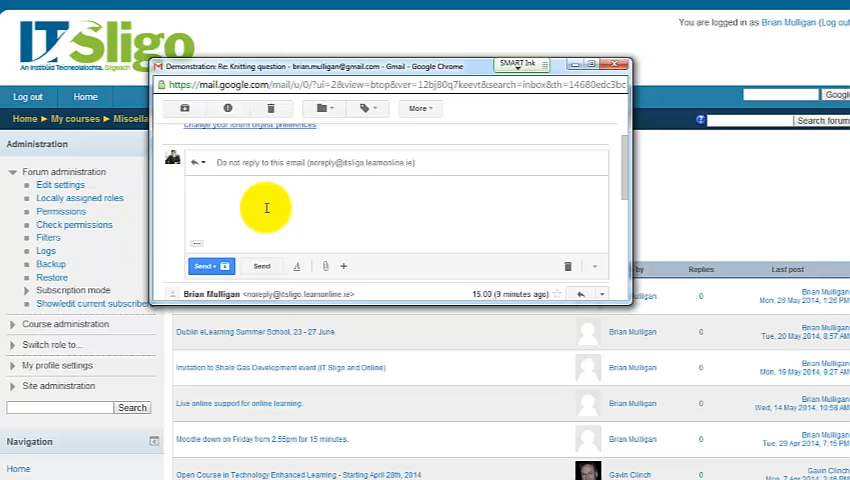 ITSligo
An Institiúid Teicneolaíochta, Sligeach
You are logged in as Brian Mulligan (Log out
Demonstration: Re: Knitting question - brian.mulligan@gmail.com - Gmail - Google Chrome
SMART Ink
https://mail.google.com/mail/u/0/?ui=2&view=btop&ver=12bj80q7keevt&search=inbox&th=14680edc3bc
Log out
Home
Google
More
Home
My courses
Miscella
Search forum
Change your forum digest preferences
Administration
Do not reply to this email (noreply@itsligo.learnonline.ie)
Forum administration
Edit settings
Locally assigned roles
Permissions
Check permissions
Filters
Logs
Backup
Restore
Subscription mode
Show/edit current subscribe
Send +
Send
by
Replies
Last post
Brian Mulligan <noreply@itsligo.learnonline.ie>
15:00 (9 minutes ago)
0
Brian Mulligan
Mon, 26 May 2014, 1:26 PM
Course administration
Dublin eLearning Summer School, 23 - 27 June.
Brian Mulligan
0
Brian Mulligan
Tue, 20 May 2014, 8:57 AM
Switch role to...
My profile settings
Invitation to Shale Gas Development event (IT Sligo and Online)
Brian Mulligan
0
Brian Mulligan
Mon, 19 May 2014, 9:27 AM
Site administration
Search
Live online support for online learning.
Brian Mulligan
0
Brian Mulligan
Wed, 14 May 2014, 10:58 AM
Navigation
Moodle down on Friday from 2.55pm for 15 minutes.
Brian Mulligan
0
Brian Mulligan
Tue, 29 Apr 2014, 7:15 PM
Home
Open Course in Technology Enhanced Learning - Starting April 28th, 2014
Gavin Clinch
0
Gavin Clinch